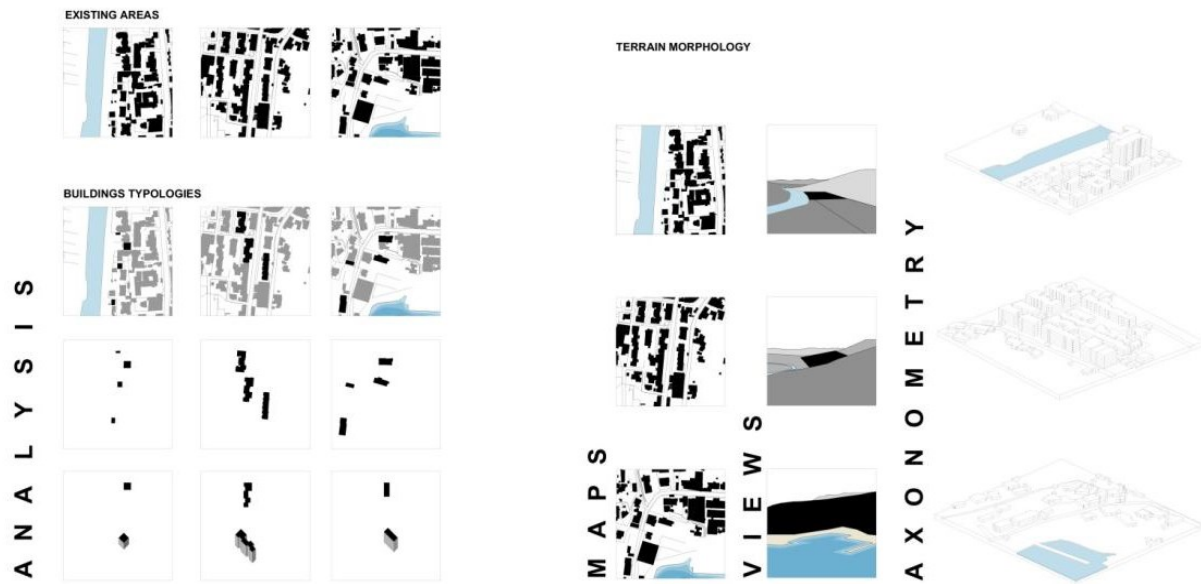 EXISTING AREAS
BUILDINGS TYPOLOGIES
ANALYSIS
TERRAIN MORPHOLOGY
MAPS
VIEWS
AXONOMETRY